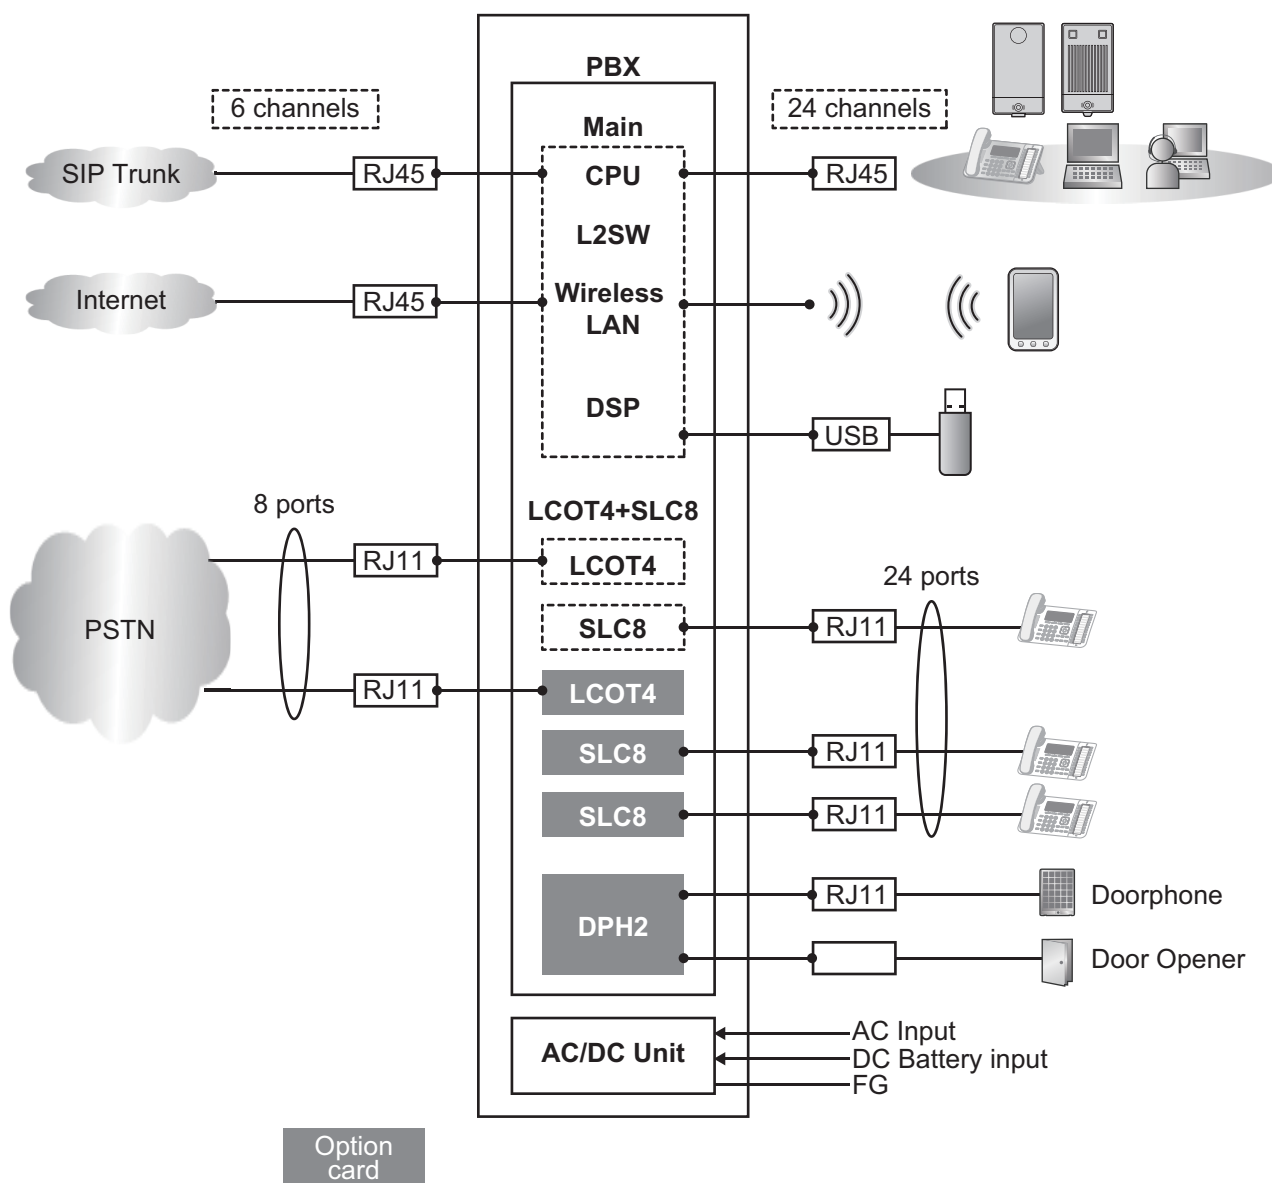 PBX
6 channels
24 channels
Main
SIP Trunk
RJ45
CPU
RJ45
L2SW
Internet
RJ45
Wireless
LAN
DSP
USB
8 ports
LCOT4+SLC8
RJ11
LCOT4
24 ports
PSTN
SLC8
RJ11
RJ11
LCOT4
SLC8
RJ11
SLC8
RJ11
RJ11
Doorphone
DPH2
Door Opener
AC/DC Unit
AC Input
DC Battery input
FG
Option
card